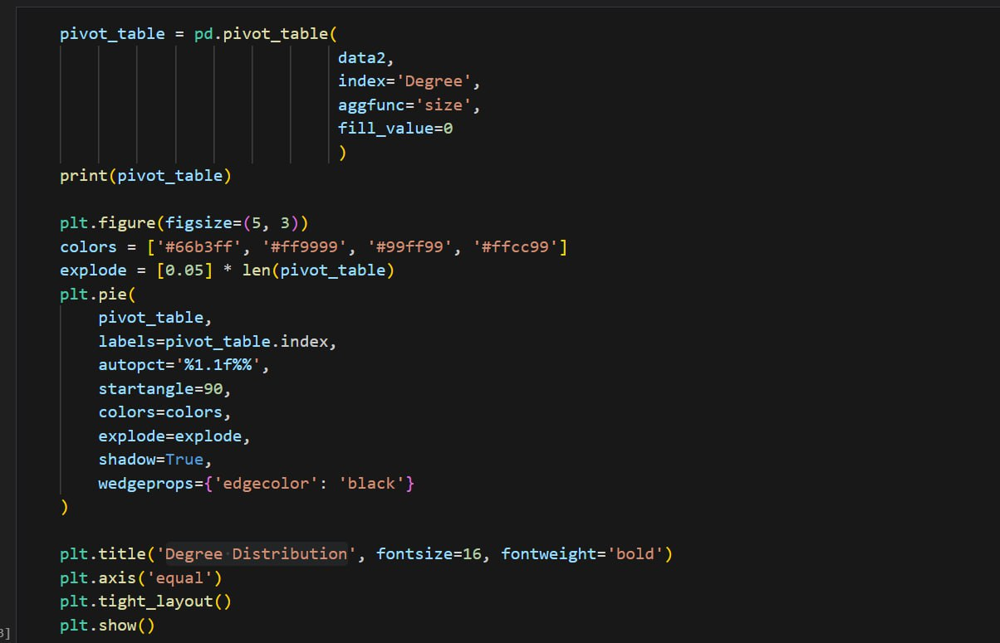 pivot_table = pd.pivot_table(
data2,
index='Degree',
aggfunc='size',
fill_value=0
)
print(pivot_table)
plt.figure(figsize=(5, 3))
colors = ['#66b3ff', '#ff9999', '#99ff99', '#ffcc99']
explode = [0.05] * len(pivot_table)
plt.pie(
pivot_table,
labels=pivot_table.index,
autopct='%1.1f%%',
startangle=90,
colors=colors,
explode=explode,
shadow=True,
wedgeprops={'edgecolor': 'black'}
)
plt.title('Degree Distribution', fontsize=16, fontweight='bold')
plt.axis('equal')
plt.tight_layout()
plt.show()